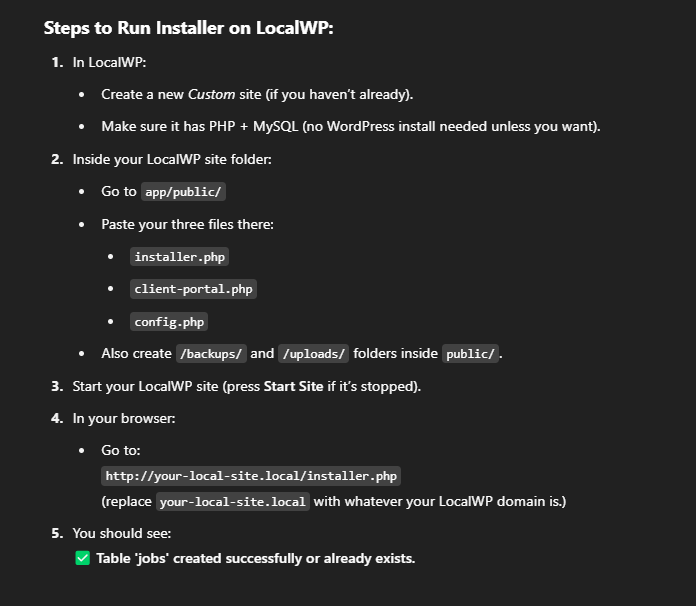 Steps to Run Installer on LocalWP:
1. In LocalWP:
• Create a new Custom site (if you haven’t already).
• Make sure it has PHP + MySQL (no WordPress install needed unless you want).
2. Inside your LocalWP site folder:
• Go to app/public/
• Paste your three files there:
• installer.php
• client-portal.php
• config.php
• Also create /backups/ and /uploads/ folders inside public/.
3. Start your LocalWP site (press Start Site if it’s stopped).
4. In your browser:
• Go to:
http://your-local-site.local/installer.php
(replace your-local-site.local with whatever your LocalWP domain is.)
5. You should see:
✅ Table 'jobs' created successfully or already exists.